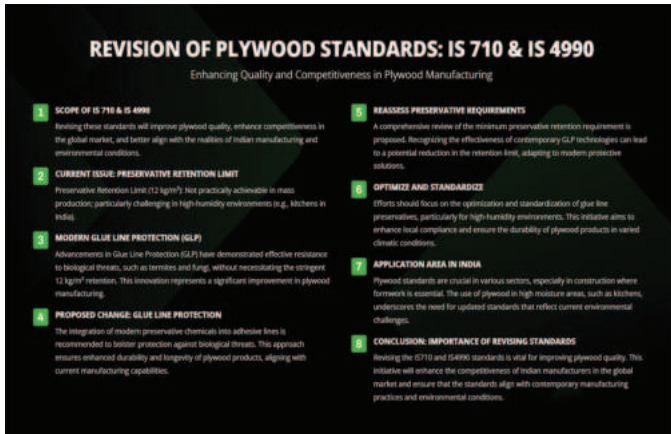 REVISION OF PLYWOOD STANDARDS: IS 710 & IS 4990
Enhancing Quality and Competitiveness in Plywood Manufacturing
1
SCOPE OF IS 710 & IS 4990
Revising these standards will improve plywood quality, enhance competitiveness in
the global market, and better align with the realities of Indian manufacturing and
environmental conditions.
2
CURRENT ISSUE: PRESERVATIVE RETENTION LIMIT
Preservative Retention Limit (12 kg/m³): Not practically achievable in mass
production; particularly challenging in high-humidity environments (e.g., kitchens in
India).
3
MODERN GLUE LINE PROTECTION (GLP)
Advancements in Glue Line Protection (GLP) have demonstrated effective resistance
to biological threats, such as termites and fungi, without necessitating the stringent
12 kg/m³ retention. This innovation represents a significant improvement in plywood
manufacturing.
4
PROPOSED CHANGE: GLUE LINE PROTECTION
The integration of modern preservative chemicals into adhesive lines is
recommended to bolster protection against biological threats. This approach
ensures enhanced durability and longevity of plywood products, aligning with
current manufacturing capabilities.
5
REASSESS PRESERVATIVE REQUIREMENTS
A comprehensive review of the minimum preservative retention requirement is
proposed. Recognizing the effectiveness of contemporary GLP technologies can lead
to a potential reduction in the retention limit, adapting to modern protective
solutions.
6
OPTIMIZE AND STANDARDIZE
Efforts should focus on the optimization and standardization of glue line
preservatives, particularly for high-humidity environments. This initiative aims to
enhance local compliance and ensure the durability of plywood products in varied
climatic conditions.
7
APPLICATION AREA IN INDIA
Plywood standards are crucial in various sectors, especially in construction where
formwork is essential. The use of plywood in high moisture areas, such as kitchens,
underscores the need for updated standards that reflect current environmental
challenges.
8
CONCLUSION: IMPORTANCE OF REVISING STANDARDS
Revising the IS710 and IS4990 standards is vital for improving plywood quality. This
initiative will enhance the competitiveness of Indian manufacturers in the global
market and ensure that the standards align with contemporary manufacturing
practices and environmental conditions.